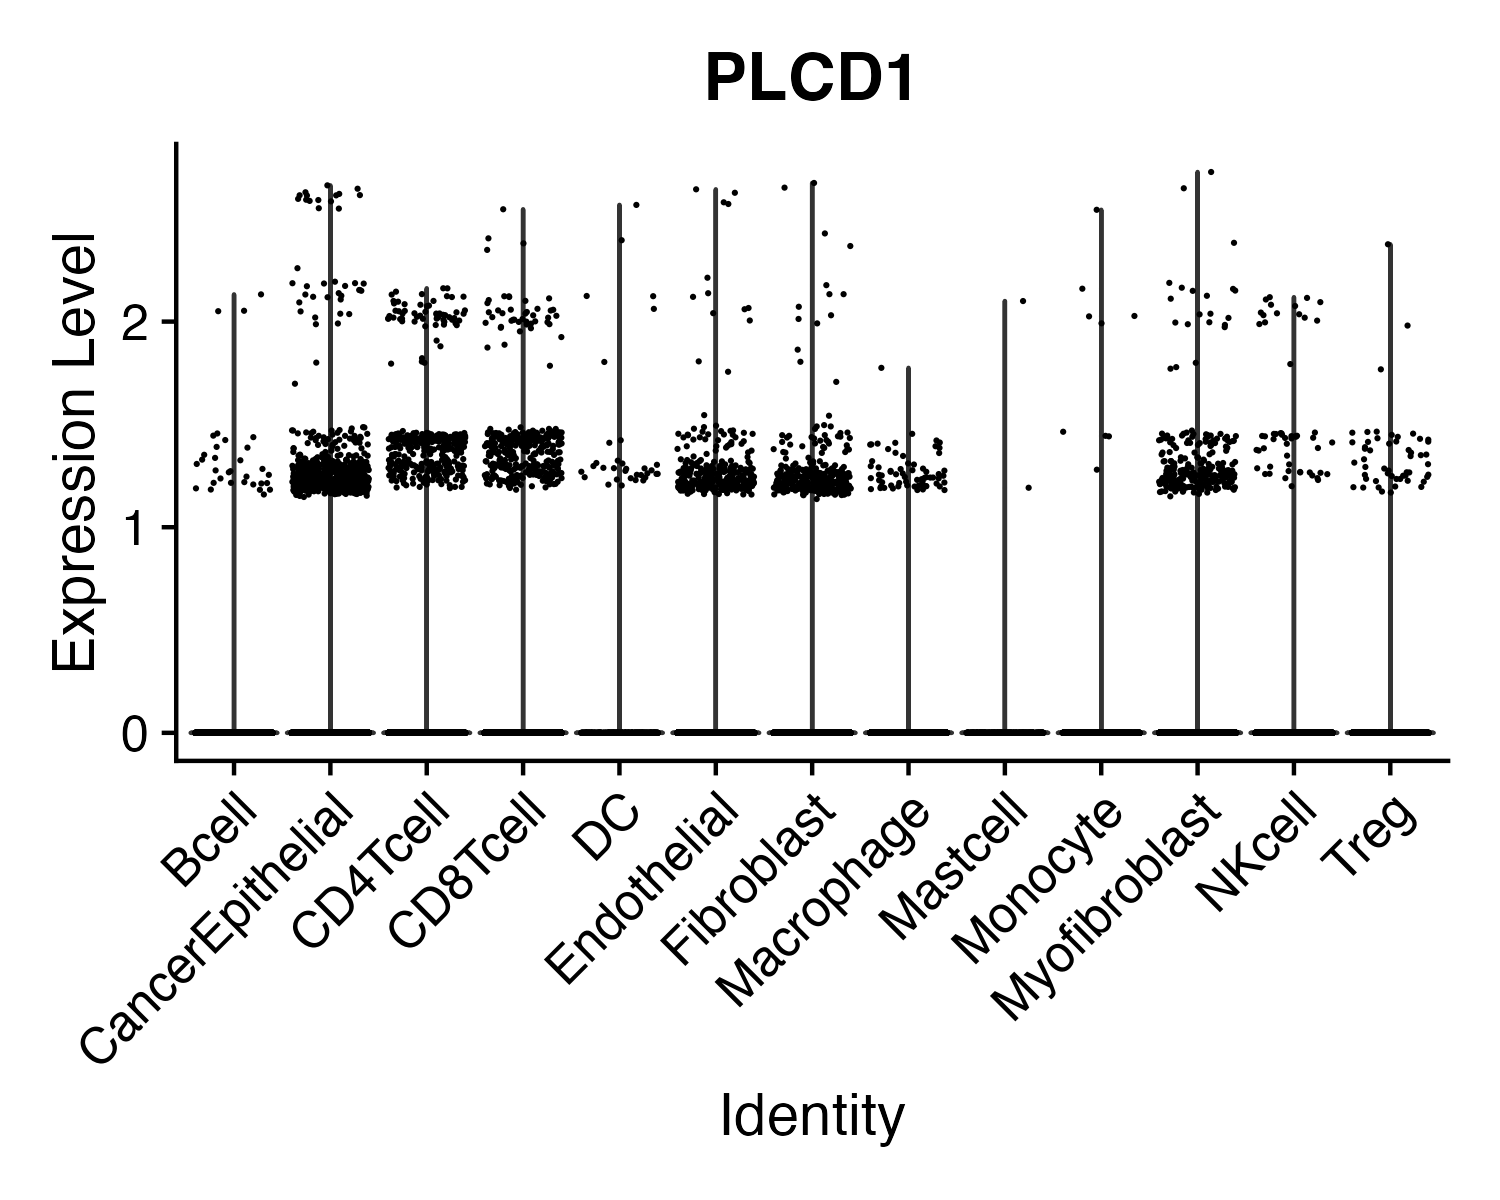 PLCD1
Expression Level
2
1
0
Bcell
CancerEpithelial
CD4Tcell
CD8Tcell
DC
Endothelial
Fibroblast
Macrophage
Mastcell
Monocyte
Myofibroblast
NKcell
Treg
Identity